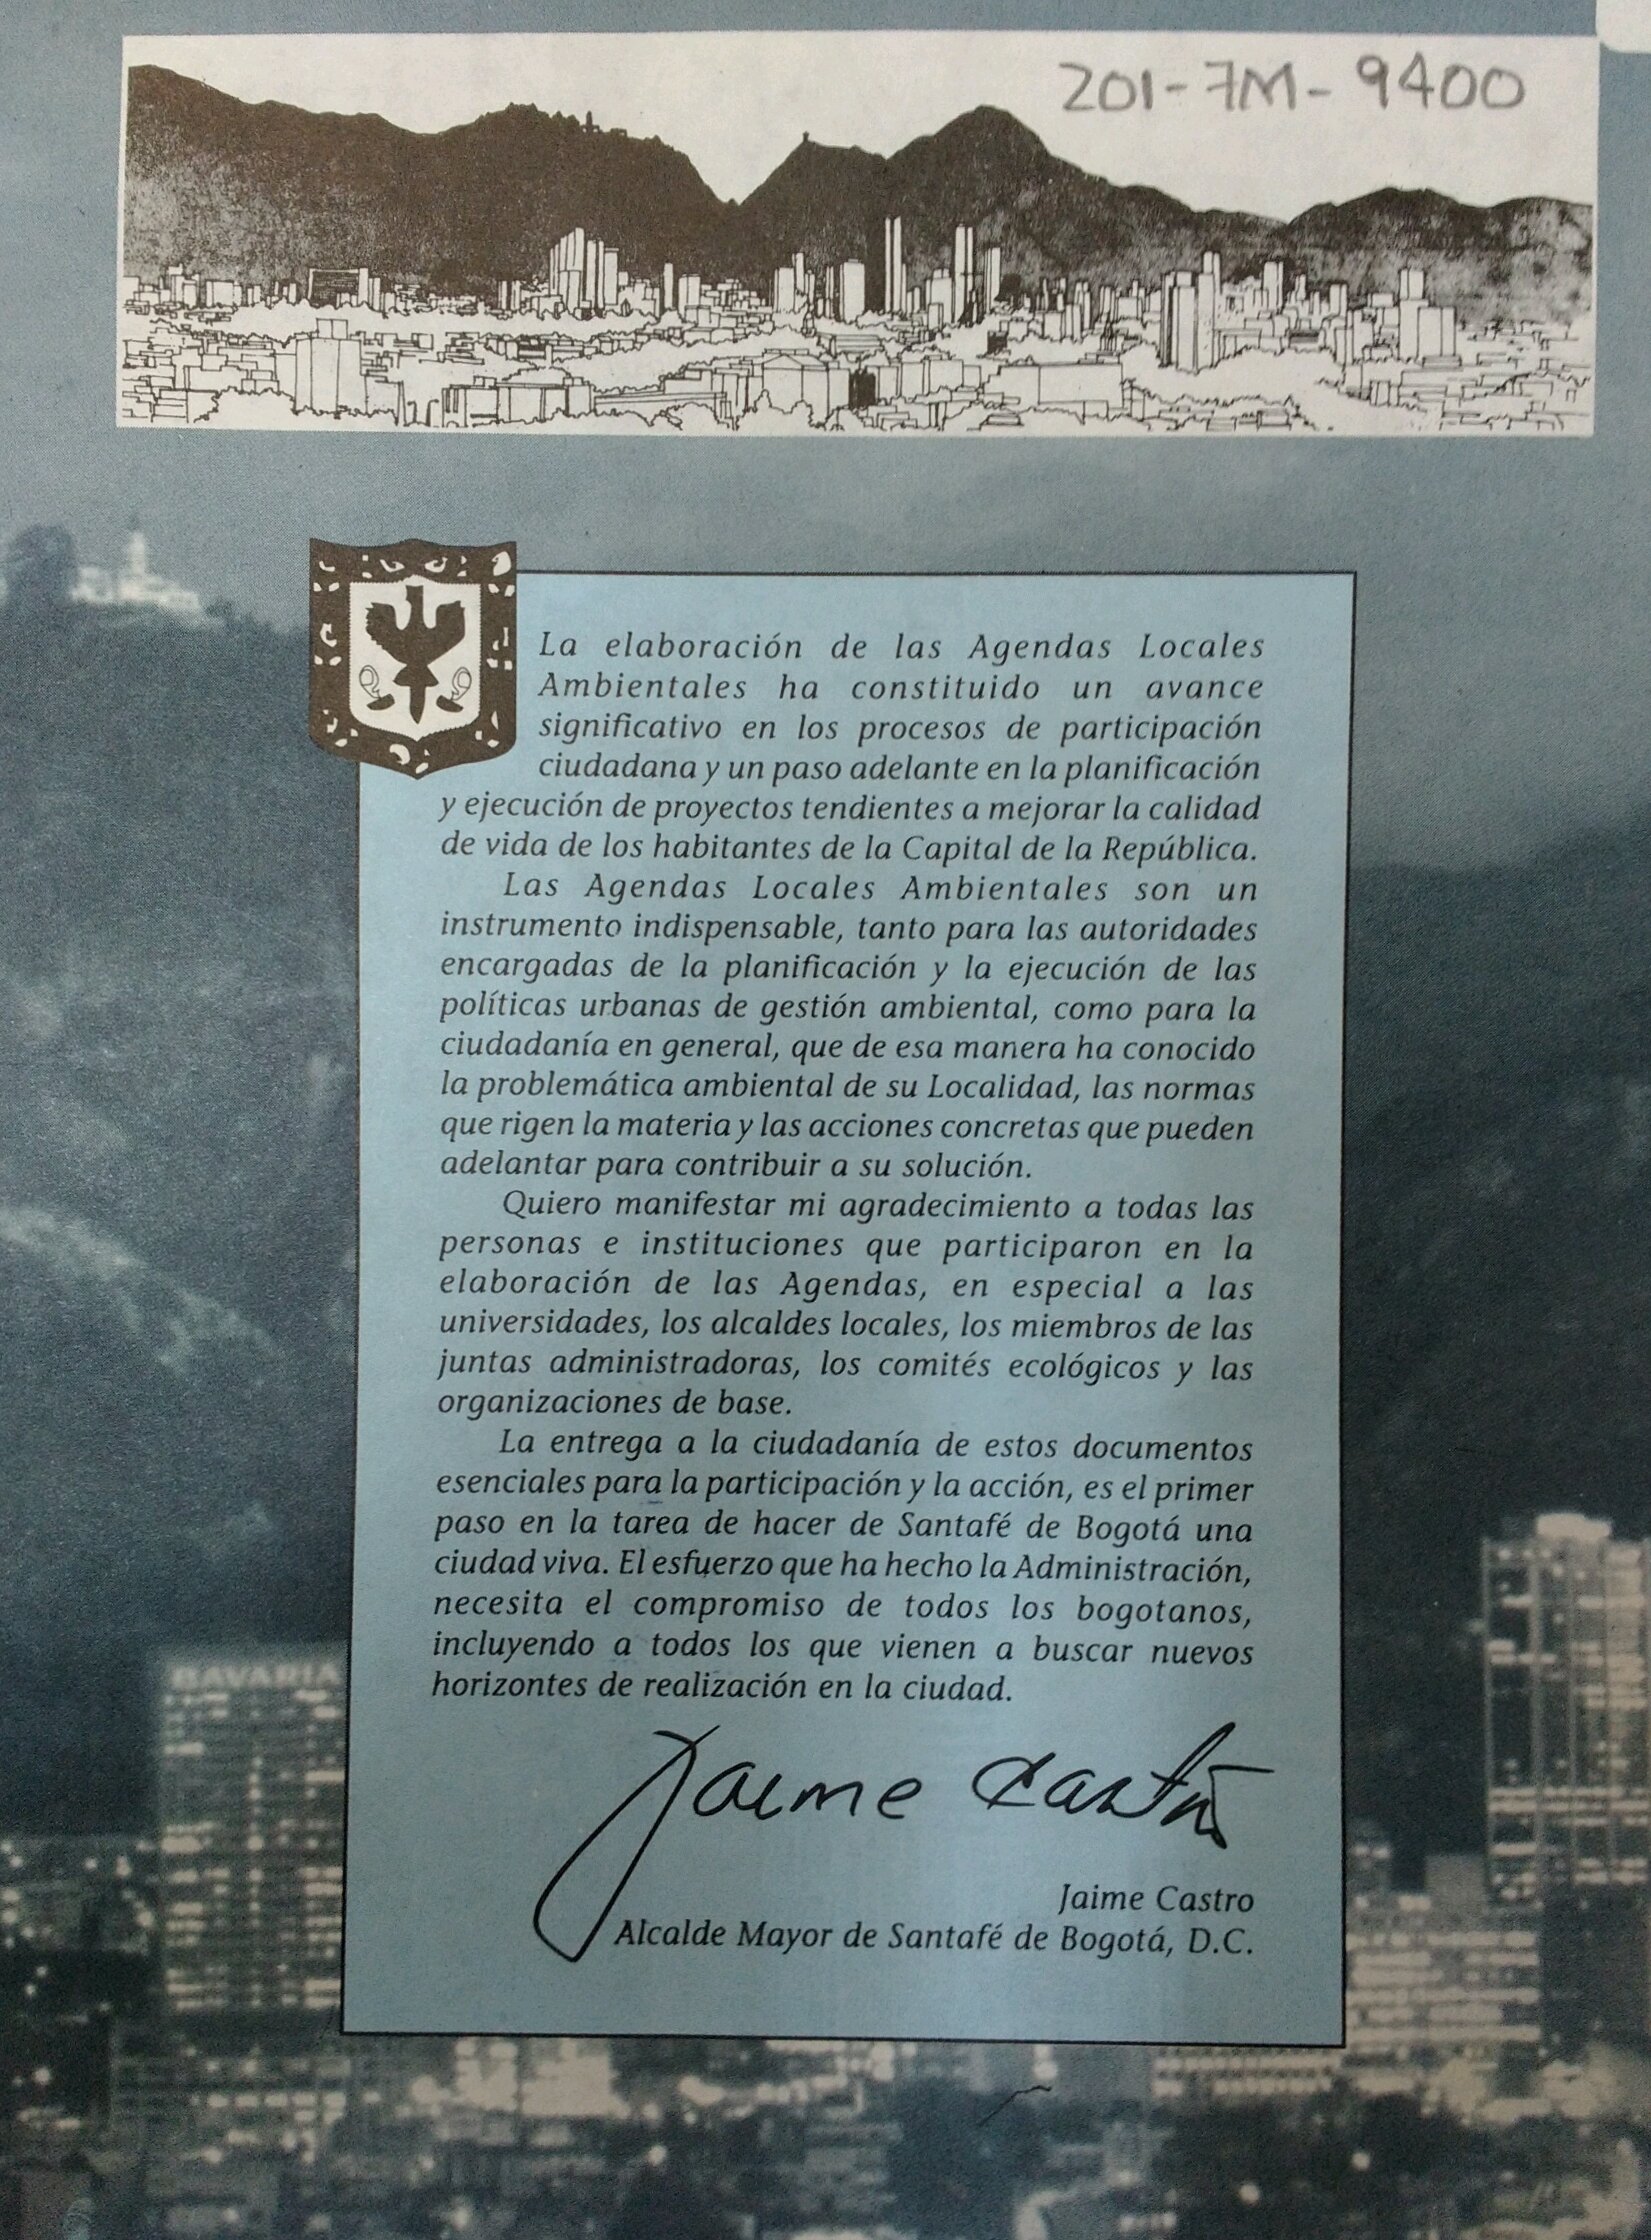 201-7M-9400
La elaboración de las Agendas Locales
Ambientales ha constituido un avance
significativo en los procesos de participación
ciudadana y un paso adelante en la planificación
y ejecución de proyectos tendientes a mejorar la calidad
de vida de los habitantes de la Capital de la República.
Las Agendas Locales Ambientales son un
instrumento indispensable, tanto para las autoridades
encargadas de la planificación y la ejecución de las
políticas urbanas de gestión ambiental, como para la
ciudadanía en general, que de esa manera ha conocido
la problemática ambiental de su Localidad, las normas
que rigen la materia y las acciones concretas que pueden
adelantar para contribuir a su solución.
Quiero manifestar mi agradecimiento a todas las
personas e instituciones que participaron en la
elaboración de las Agendas, en especial a las
universidades, los alcaldes locales, los miembros de las
juntas administradoras, los comités ecológicos y las
organizaciones de base.
La entrega a la ciudadanía de estos documentos
esenciales para la participación y la acción, es el primer
paso en la tarea de hacer de Santafé de Bogotá una
ciudad viva. El esfuerzo que ha hecho la Administración,
necesita el compromiso de todos los bogotanos,
incluyendo a todos los que vienen a buscar nuevos
horizontes de realización en la ciudad.
BAVARIA
Jaime Castro
Jaime Castro
Alcalde Mayor de Santafé de Bogotá, D.C.